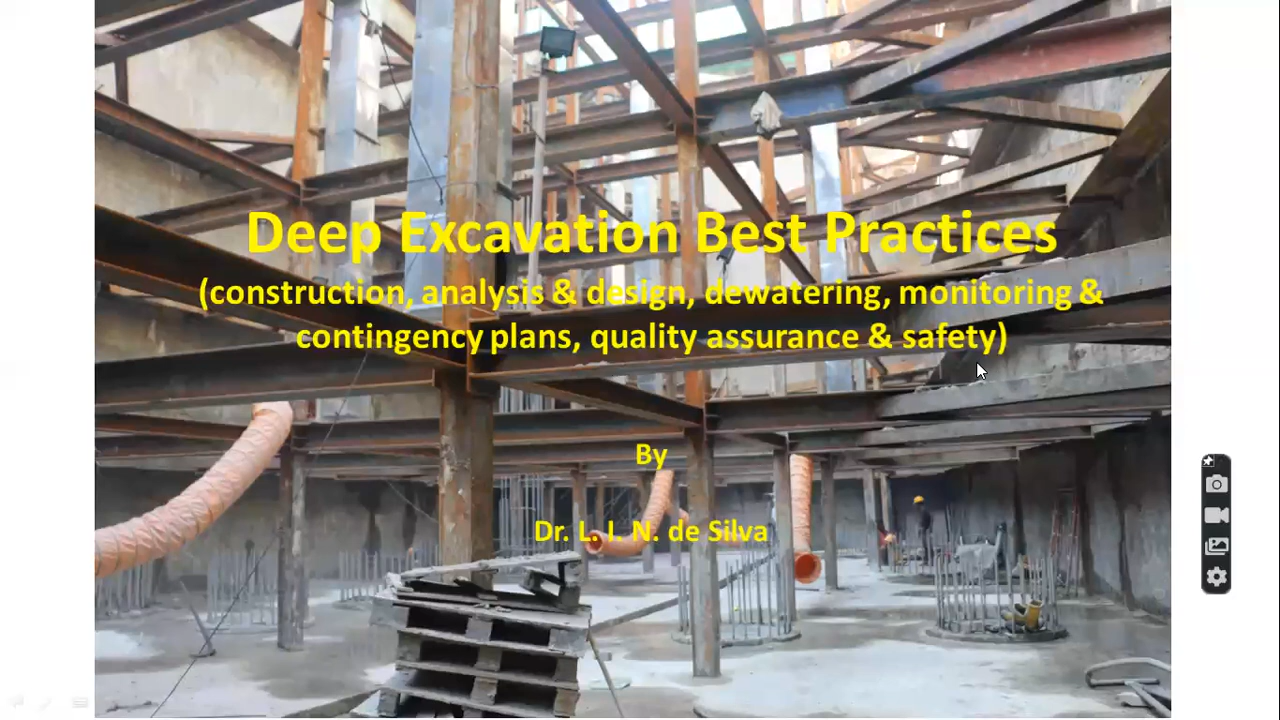 Deep Excavation Best Practices
(construction, analysis & design, dewatering, monitoring &
contingency plans, quality assurance & safety)
By
Dr. L. I. N. de Silva